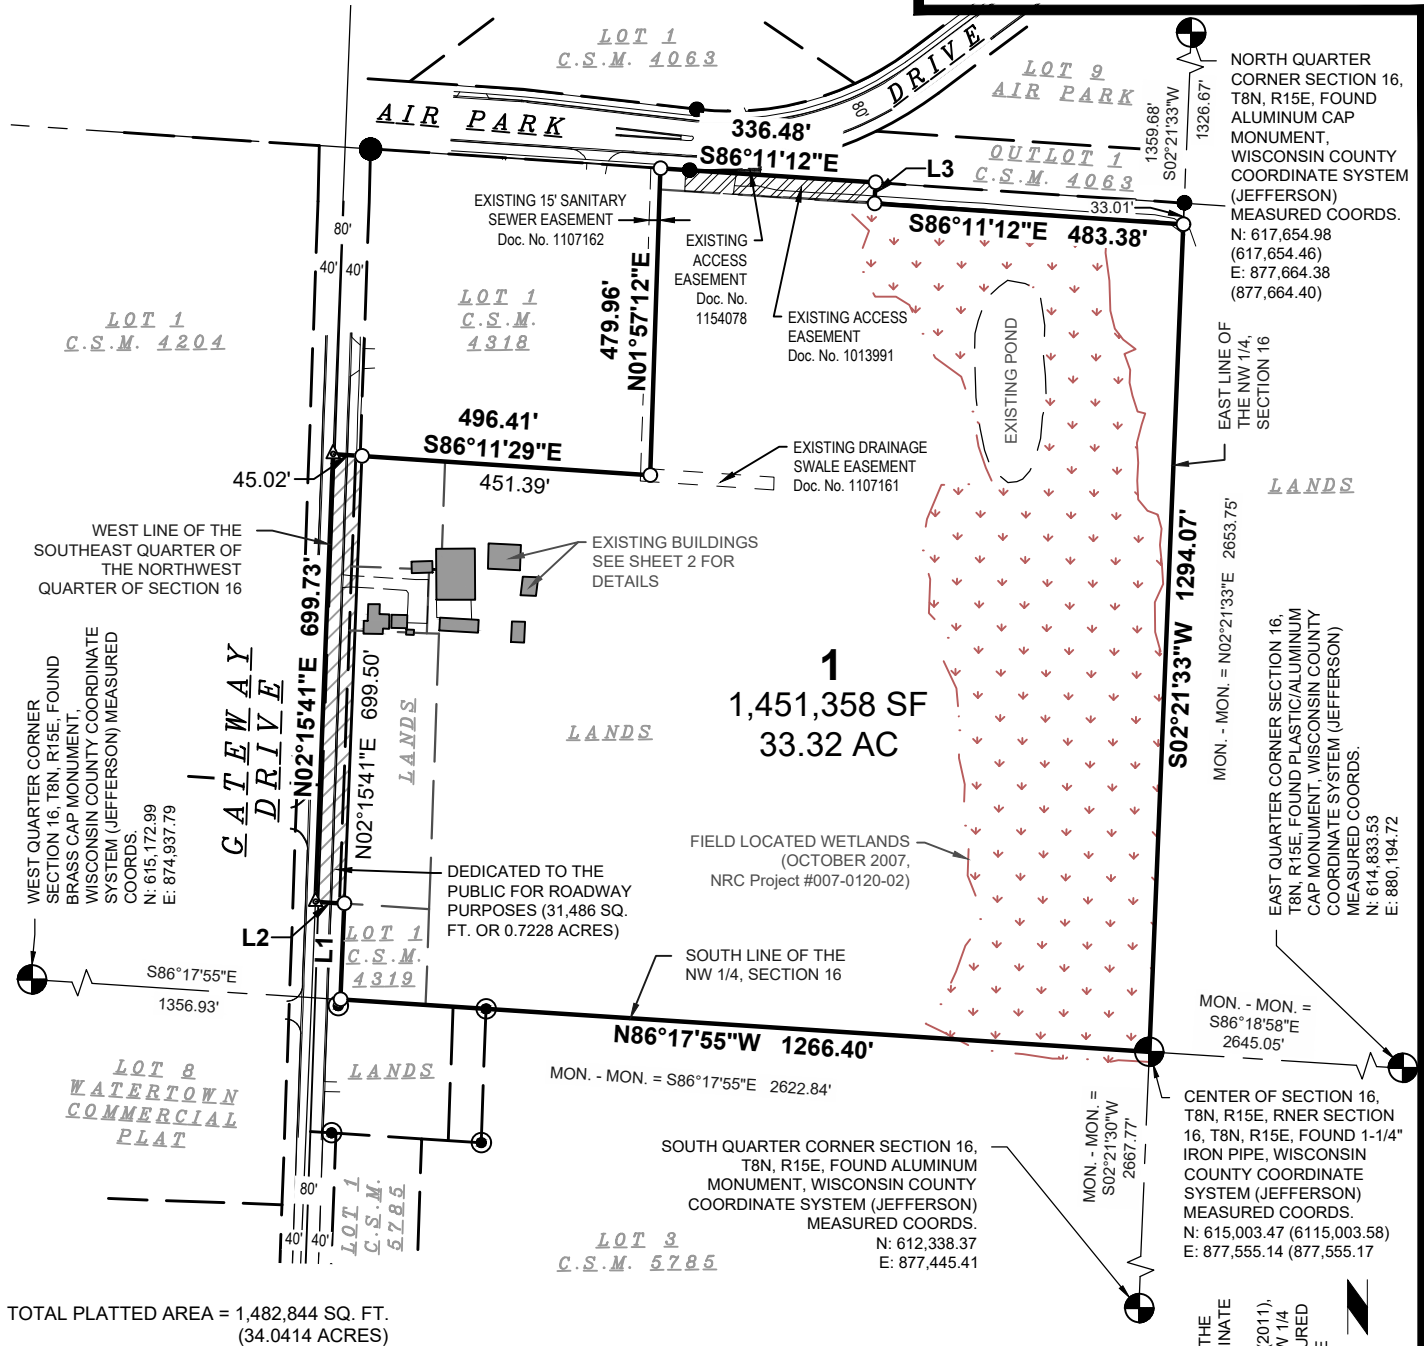 LOT 1
C.S.M. 4063
AIR PARK
DRIVE
80'
LOT 9
AIR PARK
1359.68'
S02°21'33"W
1326.67'
NORTH QUARTER
CORNER SECTION 16,
T8N, R15E, FOUND
ALUMINUM CAP
MONUMENT,
WISCONSIN COUNTY
COORDINATE SYSTEM
(JEFFERSON)
MEASURED COORDS.
N: 617,654.98
(617,654.46)
E: 877,664.38
(877,664.40)
336.48'
S86°11'12"E
L3
OUTLOT 1
C.S.M. 4063
33.01'
S86°11'12"E 483.38'
EXISTING 15' SANITARY
SEWER EASEMENT
Doc. No. 1107162
EXISTING
ACCESS
EASEMENT
Doc. No.
1154078
EXISTING ACCESS
EASEMENT
Doc. No. 1013991
80'
40'
40'
LOT 1
C.S.M. 4204
LOT 1
C.S.M.
4318
479.96'
N01°57'12"E
EXISTING POND
EAST LINE OF
THE NW 1/4,
SECTION 16
LANDS
496.41'
S86°11'29"E
451.39'
45.02'
EXISTING DRAINAGE
SWALE EASEMENT
Doc. No. 1107161
WEST LINE OF THE
SOUTHEAST QUARTER OF
THE NORTHWEST
QUARTER OF SECTION 16
EXISTING BUILDINGS
SEE SHEET 2 FOR
DETAILS
N02°15'41"E 699.73'
N02°15'41"E 699.50'
GATEWAY
DRIVE
LANDS
LANDS
1
1,451,358 SF
33.32 AC
S02°21'33"W 1294.07'
MON. - MON. = N02°21'33"E 2653.75'
WEST QUARTER CORNER
SECTION 16, T8N, R15E, FOUND
BRASS CAP MONUMENT,
WISCONSIN COUNTY COORDINATE
SYSTEM (JEFFERSON) MEASURED
COORDS.
N: 615,172.99
E: 874,937.79
EAST QUARTER CORNER SECTION 16,
T8N, R15E, FOUND PLASTIC/ALUMINUM
CAP MONUMENT, WISCONSIN COUNTY
COORDINATE SYSTEM (JEFFERSON)
MEASURED COORDS.
N: 614,833.53
E: 880,194.72
FIELD LOCATED WETLANDS
(OCTOBER 2007,
NRC Project #007-0120-02)
DEDICATED TO THE
PUBLIC FOR ROADWAY
PURPOSES (31,486 SQ.
FT. OR 0.7228 ACRES)
L2
L1
LOT 1
C.S.M.
4319
SOUTH LINE OF THE
NW 1/4, SECTION 16
S86°17'55"E
1356.93'
N86°17'55"W 1266.40'
MON. - MON. = S86°17'55"E 2622.84'
MON. - MON. =
S86°18'58"E
2645.05'
LOT 8
WATERTOWN
COMMERCIAL
PLAT
LANDS
MON. - MON. =
S02°21'30"W
2667.77'
CENTER OF SECTION 16,
T8N, R15E, RNER SECTION
16, T8N, R15E, FOUND 1-1/4"
IRON PIPE, WISCONSIN
COUNTY COORDINATE
SYSTEM (JEFFERSON)
MEASURED COORDS.
N: 615,003.47 (6115,003.58)
E: 877,555.14 (877,555.17
SOUTH QUARTER CORNER SECTION 16,
T8N, R15E, FOUND ALUMINUM
MONUMENT, WISCONSIN COUNTY
COORDINATE SYSTEM (JEFFERSON)
MEASURED COORDS.
N: 612,338.37
E: 877,445.41
80'
40'
40'
LOT 1
C.S.M.
5785
LOT 3
C.S.M. 5785
TOTAL PLATTED AREA = 1,482,844 SQ. FT.
(34.0414 ACRES)
THE
INATE
(2011),
W 1/4
URED
E